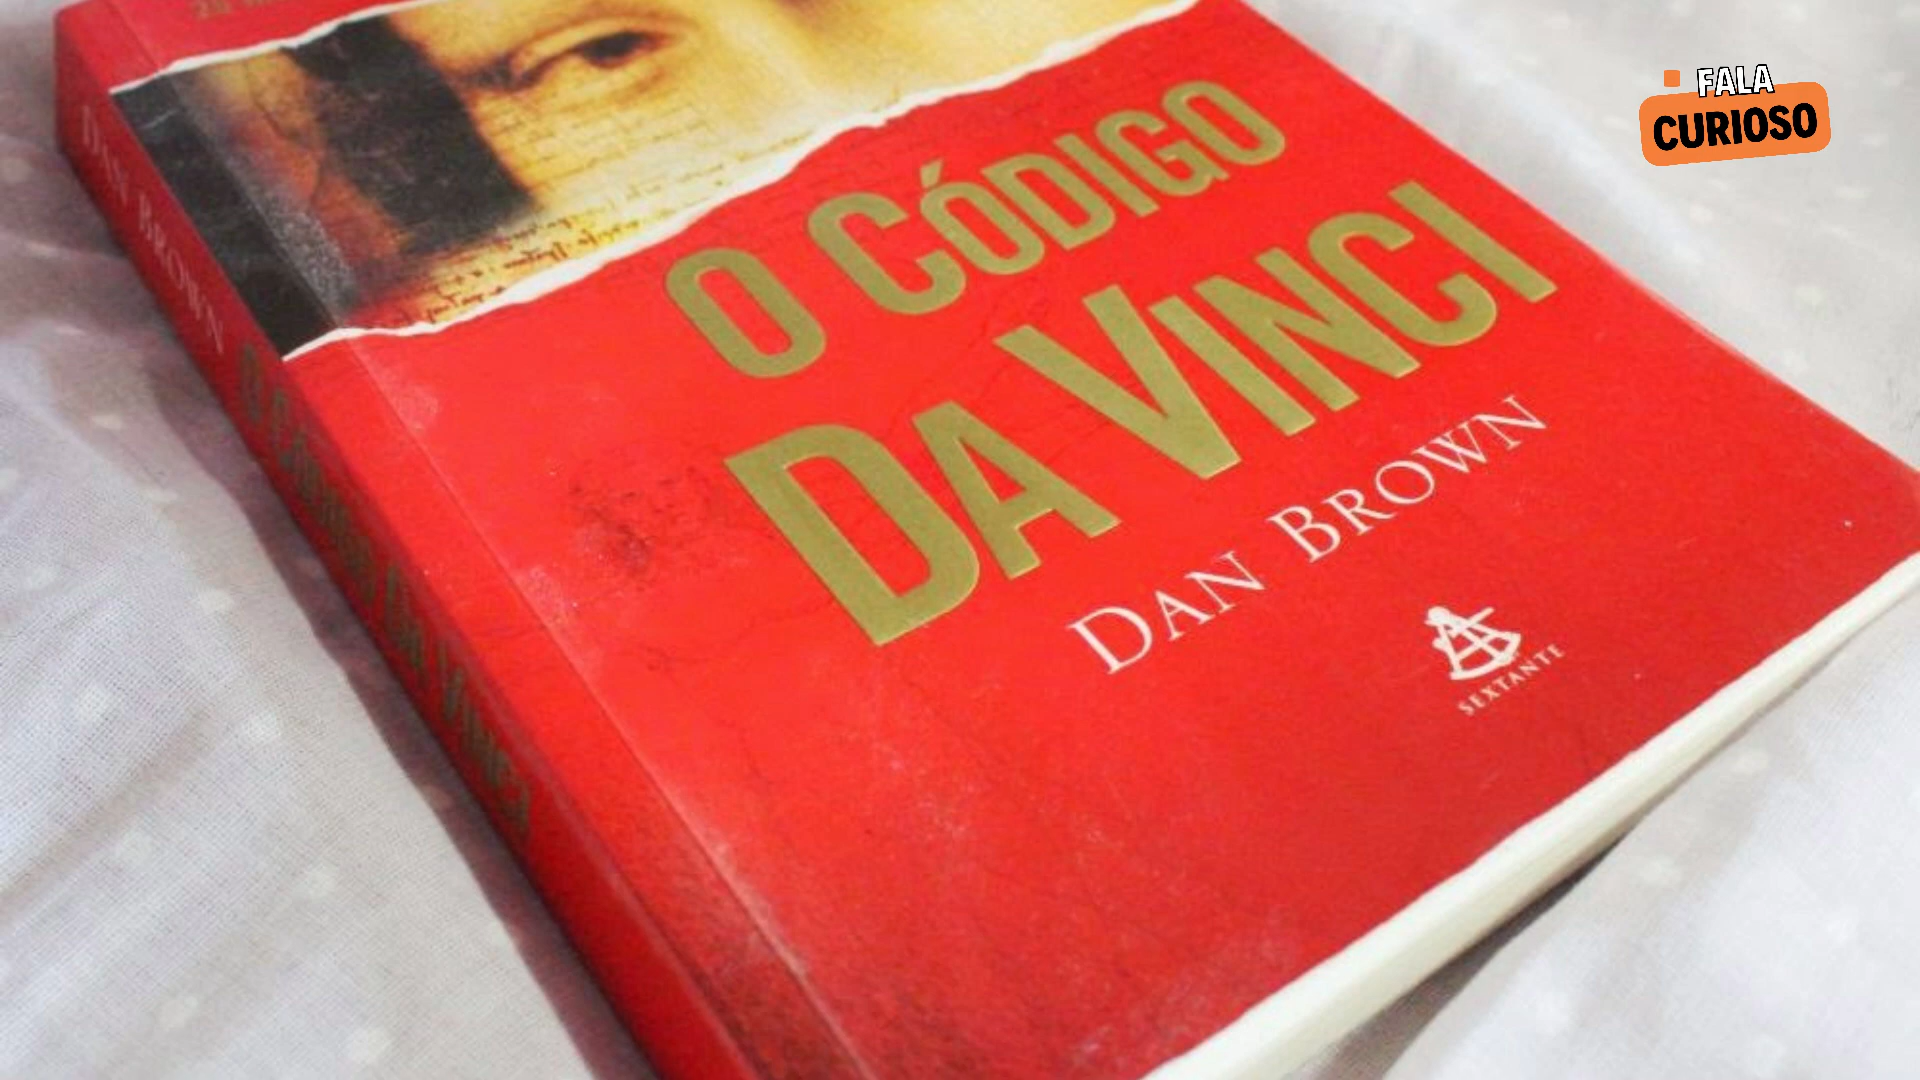 FALA
CURIOSO
O CÓDIGO
DA VINCI
DAN BROWN
SEXTANTE
DAN BROWN
O CÓDIGO DA VINCI